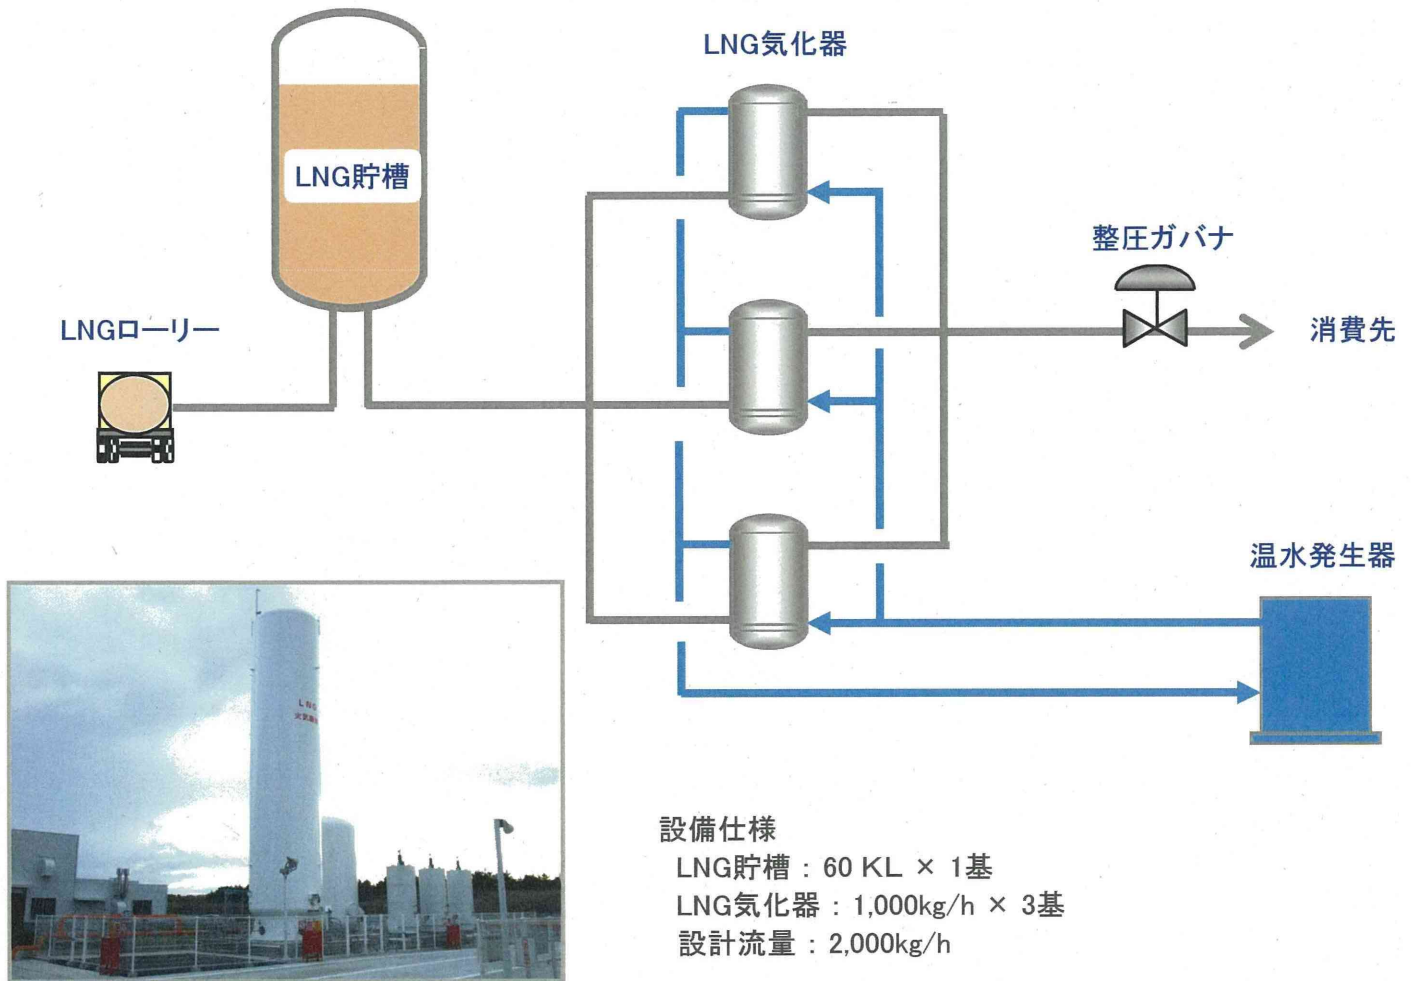 LNG気化器
LNG貯槽
整圧ガバナ
LNGローリー
消費先
温水発生器
LNG
設備仕様
LNG貯槽 : 60 KL × 1基
LNG気化器 : 1,000kg/h × 3基
設計流量 : 2,000kg/h